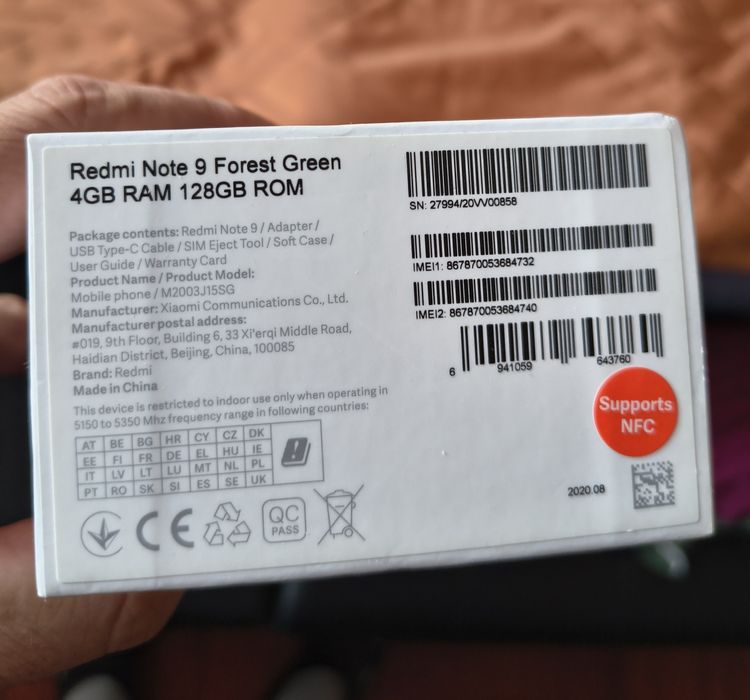 Redmi Note 9 Forest Green
4GB RAM 128GB ROM
Package contents: Redmi Note 9 / Adapter /
USB Type-C Cable / SIM Eject Tool / Soft Case /
User Guide / Warranty Card
Product Name / Product Model:
Mobile phone / M2003J15SG
Manufacturer: Xiaomi Communications Co., Ltd.
Manufacturer postal address:
#019, 9th Floor, Building 6, 33 Xi'erqi Middle Road,
Haidian District, Beijing, China, 100085
Brand: Redmi
Made in China
This device is restricted to indoor use only when operating in
5150 to 5350 Mhz frequency range in following countries:
AT BE BG HR CY CZ DK
EE FI FR DE EL HU IE
IT LV LT LU MT NL PL
PT RO SK SI ES SE UK
CE
QC
PASS
SN: 27994/20VV00858
IMEI1: 867870053684732
IMEI2: 867870053684740
6 941059 643760
Supports
NFC
2020.08